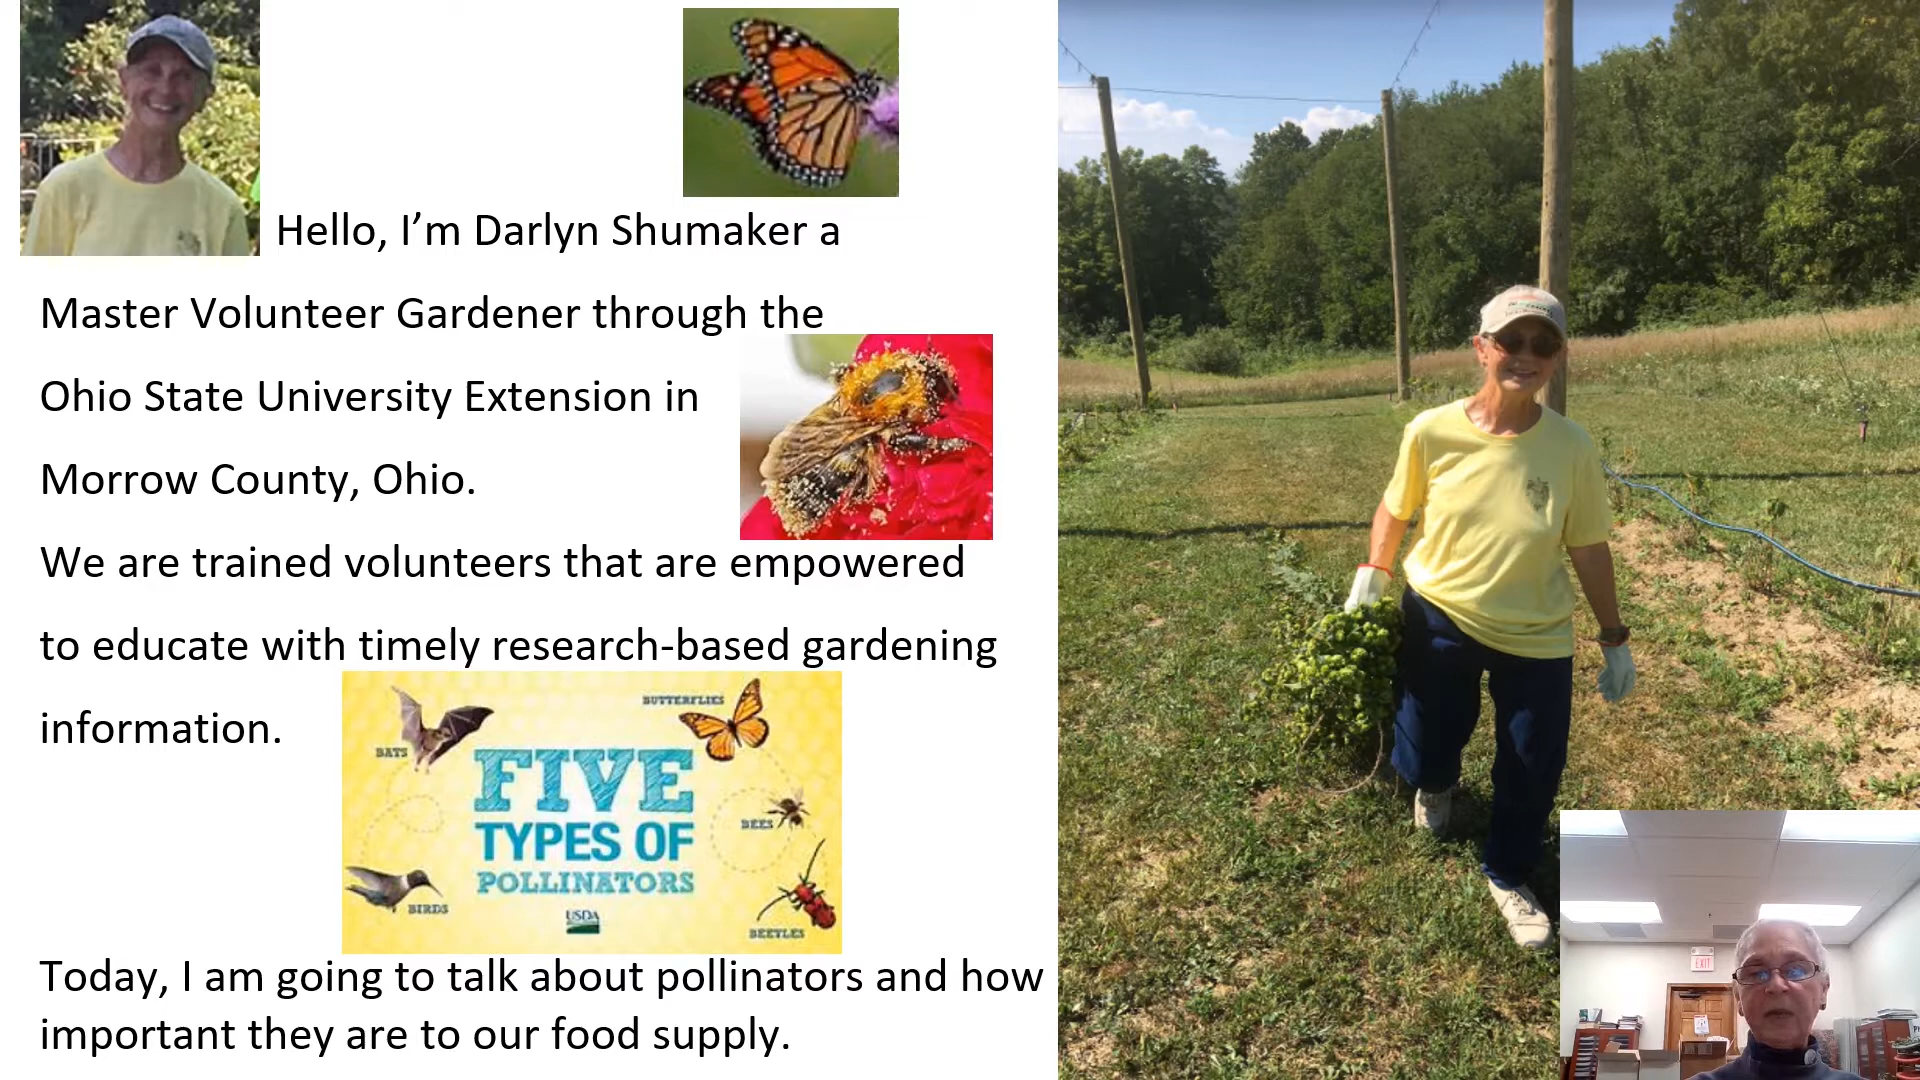 Hello, I’m Darlyn Shumaker a
Master Volunteer Gardener through the
Ohio State University Extension in
Morrow County, Ohio.
We are trained volunteers that are empowered
to educate with timely research-based gardening
information.
BUTTERFLIES
BATS
FIVE
TYPES OF
POLLINATORS
BEES
BIRDS
USDA
BEETLES
Today, I am going to talk about pollinators and how
important they are to our food supply.
EXIT